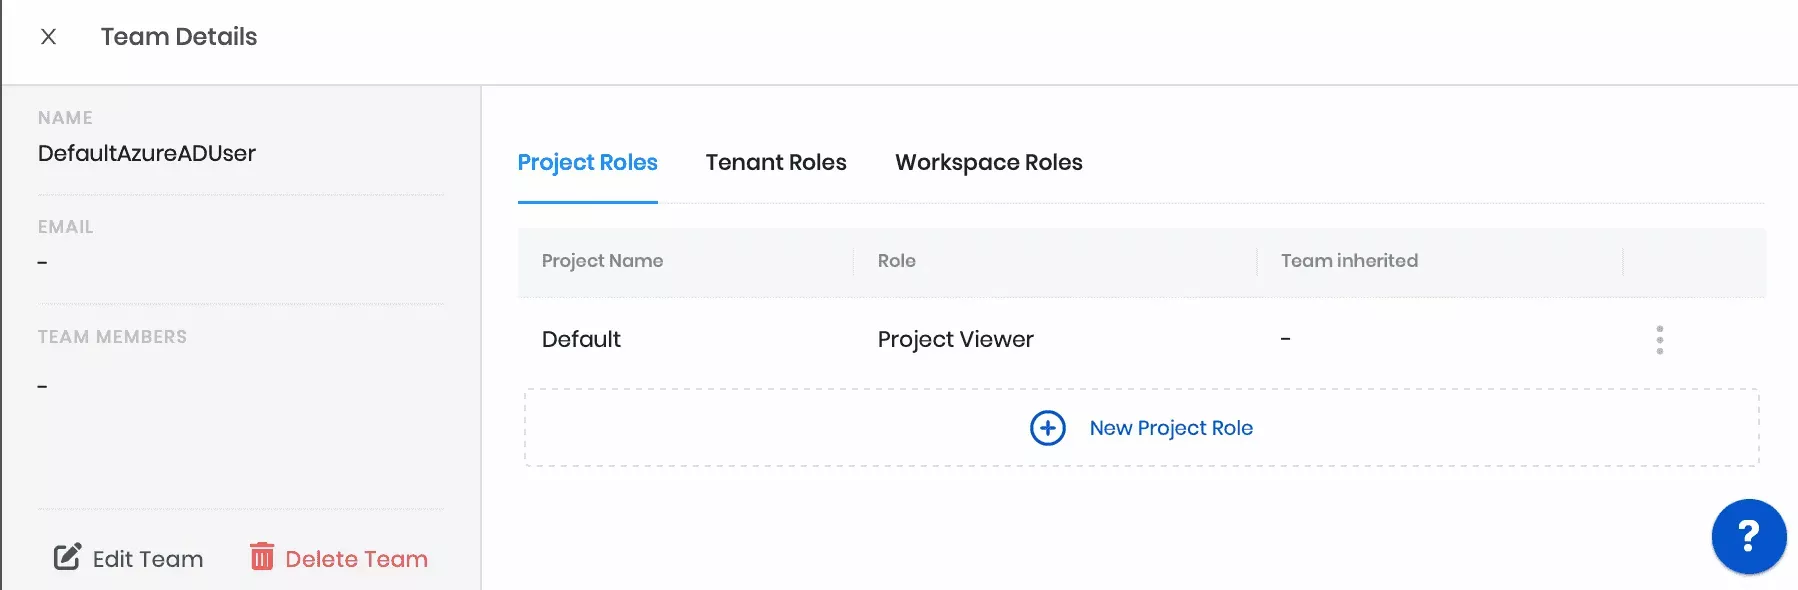 X Team Details
NAME
DefaultAzureADUser
EMAIL
-
TEAM MEMBERS
-
Edit Team Delete Team
Project Roles Tenant Roles Workspace Roles
Project Name Role Team inherited
Default Project Viewer -
New Project Role
?